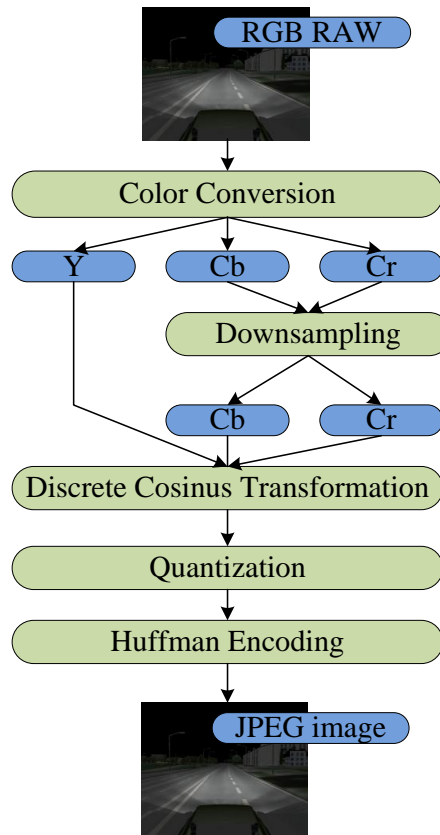 RGB RAW
Color Conversion
Y Cb Cr
Downsampling
Cb Cr
Discrete Cosinus Transformation
Quantization
Huffman Encoding
JPEG image